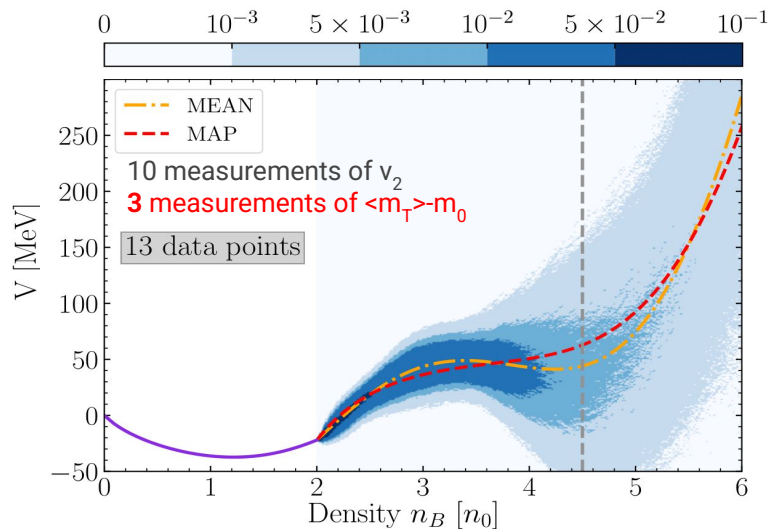 0 10⁻³ 5 × 10⁻³ 10⁻² 5 × 10⁻² 10⁻¹
MEAN
MAP
10 measurements of v₂
3 measurements of <m_T>-m₀
13 data points
V [MeV]
250
200
150
100
50
0
−50
0 1 2 3 4 5 6
Density n_B [n₀]